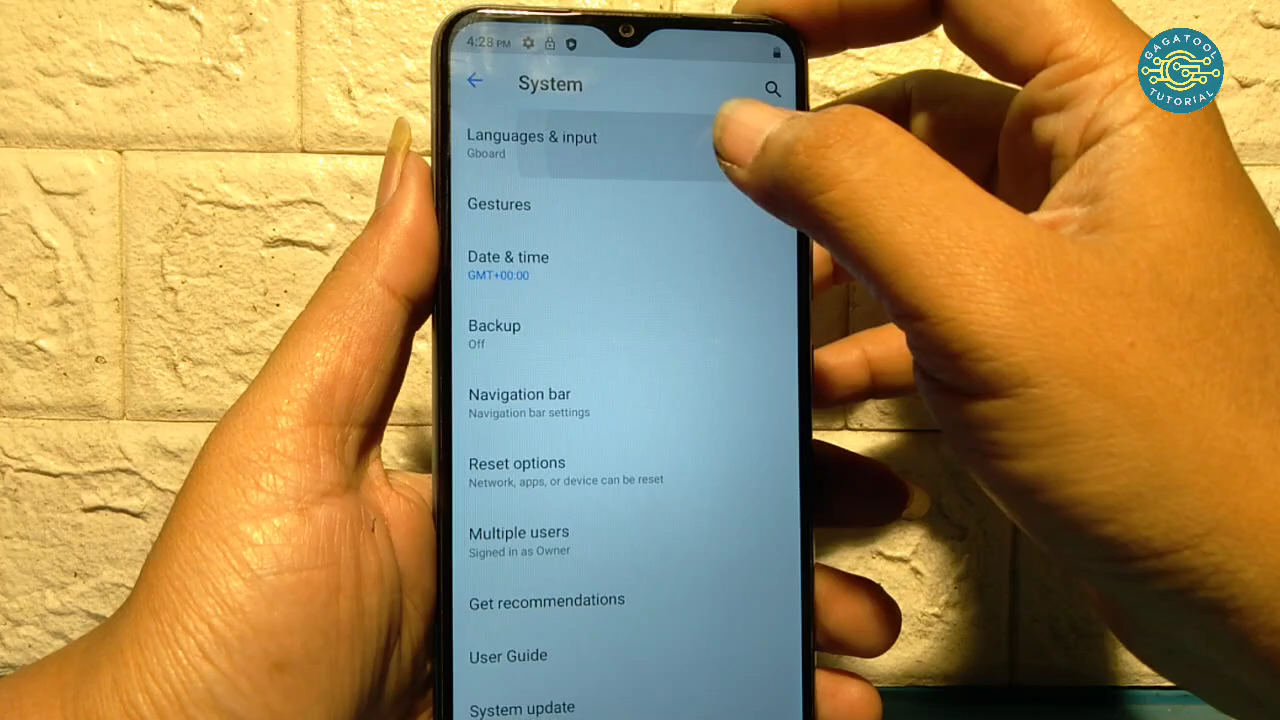 4:28 PM
System
Languages & input
Gboard
Gestures
Date & time
GMT+00:00
Backup
Off
Navigation bar
Navigation bar settings
Reset options
Network, apps, or device can be reset
Multiple users
Signed in as Owner
Get recommendations
User Guide
System update
GAGATOOL
TUTORIAL